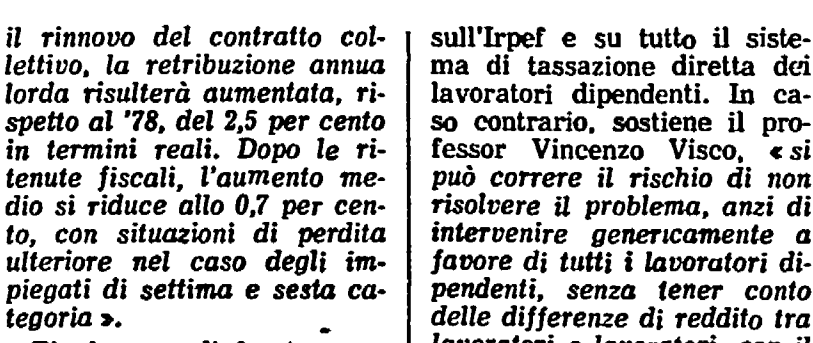 il rinnovo del contratto col-
lettivo, la retribuzione annua
lorda risulterà aumentata, ri-
spetto al '78, del 2,5 per cento
in termini reali. Dopo le ri-
tenute fiscali, l'aumento me-
dio si riduce allo 0,7 per cen-
to, con situazioni di perdita
ulteriore nel caso degli im-
piegati di settima e sesta ca-
tegoria ».
sull'Irpef e su tutto il siste-
ma di tassazione diretta dei
lavoratori dipendenti. In ca-
so contrario, sostiene il pro-
fessor Vincenzo Visco, « si
può correre il rischio di non
risolvere il problema, anzi di
intervenire genericamente a
favore di tutti i lavoratori di-
pendenti, senza tener conto
delle differenze di reddito tra